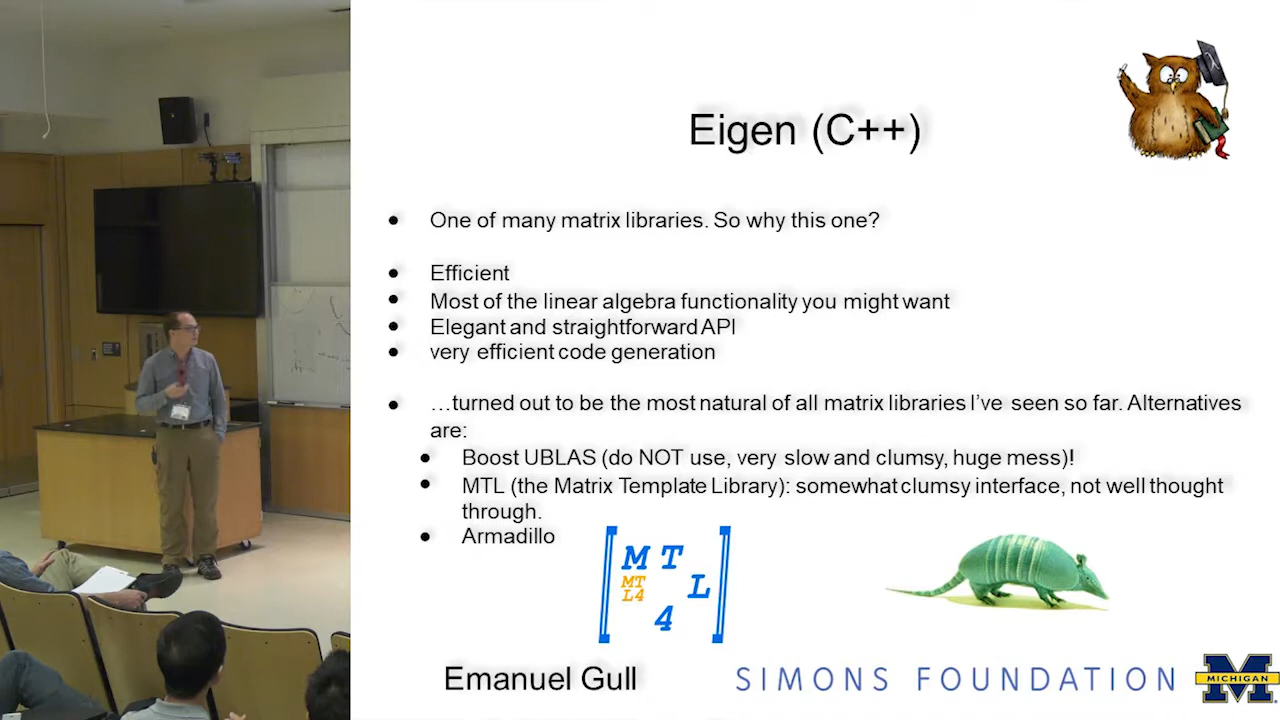 Eigen (C++)
One of many matrix libraries. So why this one?
Efficient
Most of the linear algebra functionality you might want
Elegant and straightforward API
very efficient code generation
…turned out to be the most natural of all matrix libraries I've seen so far. Alternatives
are:
Boost UBLAS (do NOT use, very slow and clumsy, huge mess)!
MTL (the Matrix Template Library): somewhat clumsy interface, not well thought
through.
Armadillo
M T
MT
L4
L
4
Emanuel Gull
SIMONS FOUNDATION
M
MICHIGAN